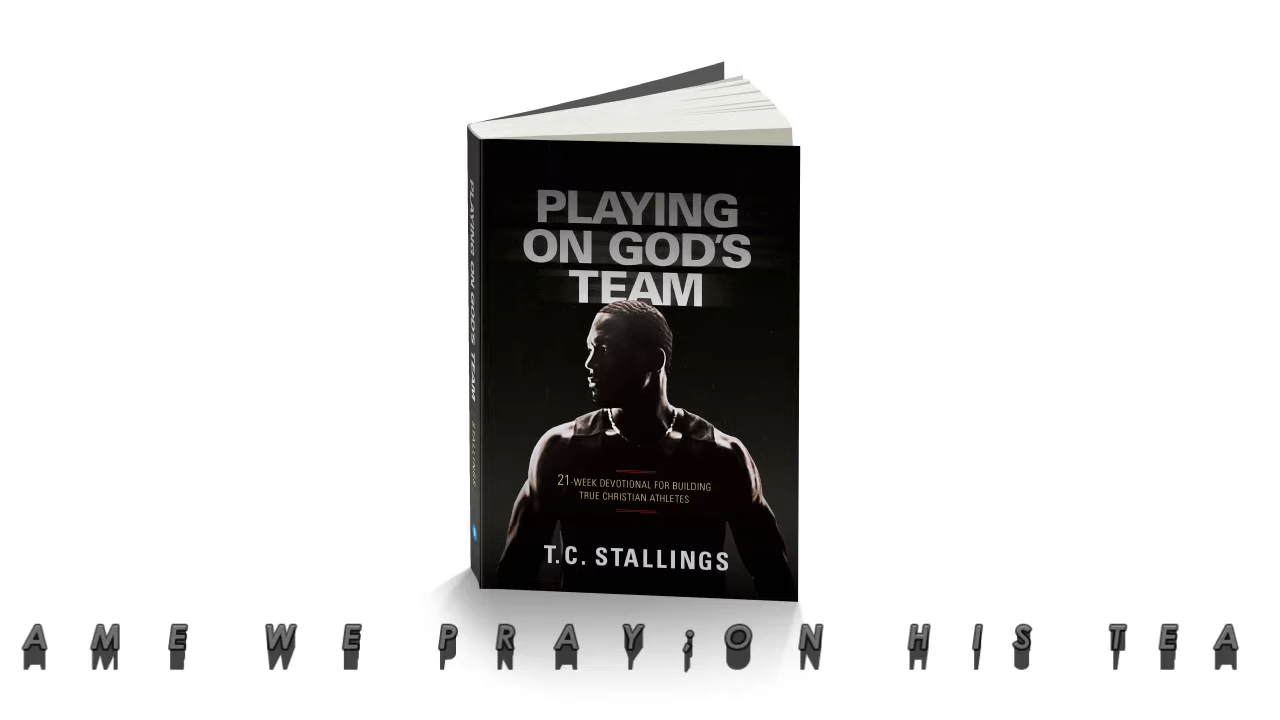 PLAYING
ON GOD'S
TEAM
21-WEEK DEVOTIONAL FOR BUILDING
TRUE CHRISTIAN ATHLETES
T.C. STALLINGS
PLAYING ON GOD'S TEAM STALLINGS
AME WE PRAY;ON HIS TEA